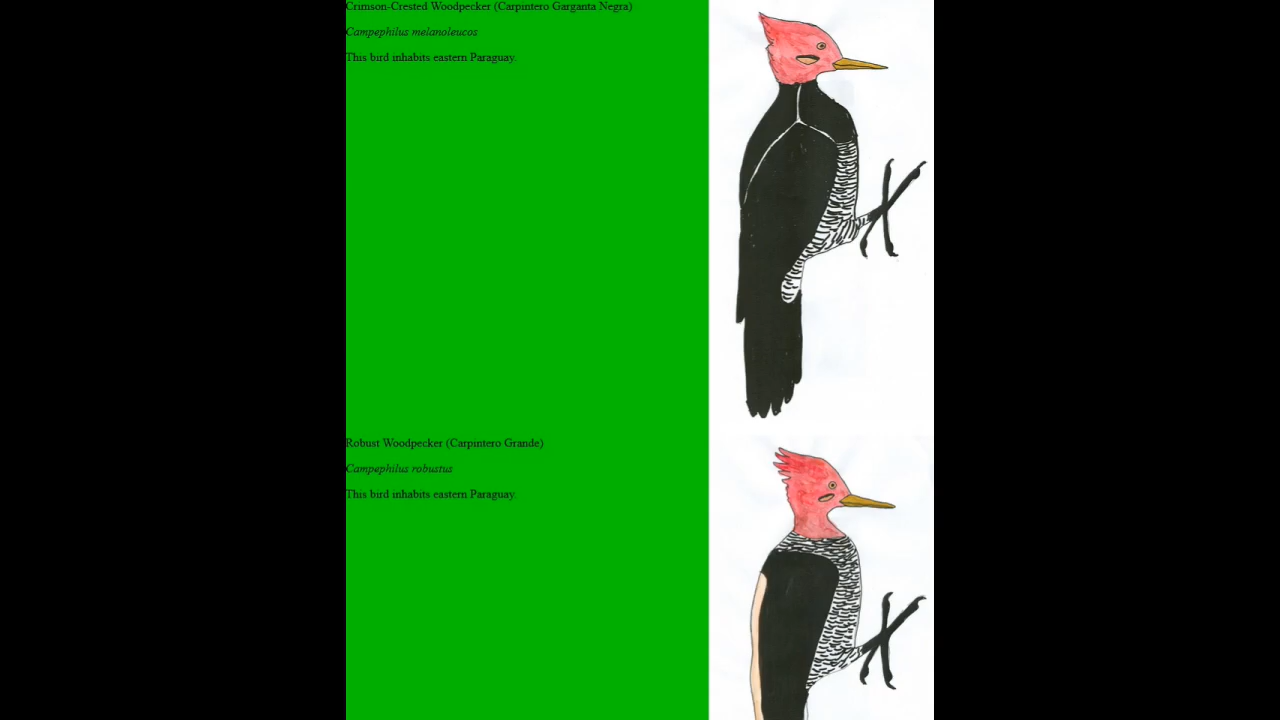 Crimson-Crested Woodpecker (Carpintero Garganta Negra)
Campephilus melanoleucos
This bird inhabits eastern Paraguay.
Robust Woodpecker (Carpintero Grande)
Campephilus robustus
This bird inhabits eastern Paraguay.